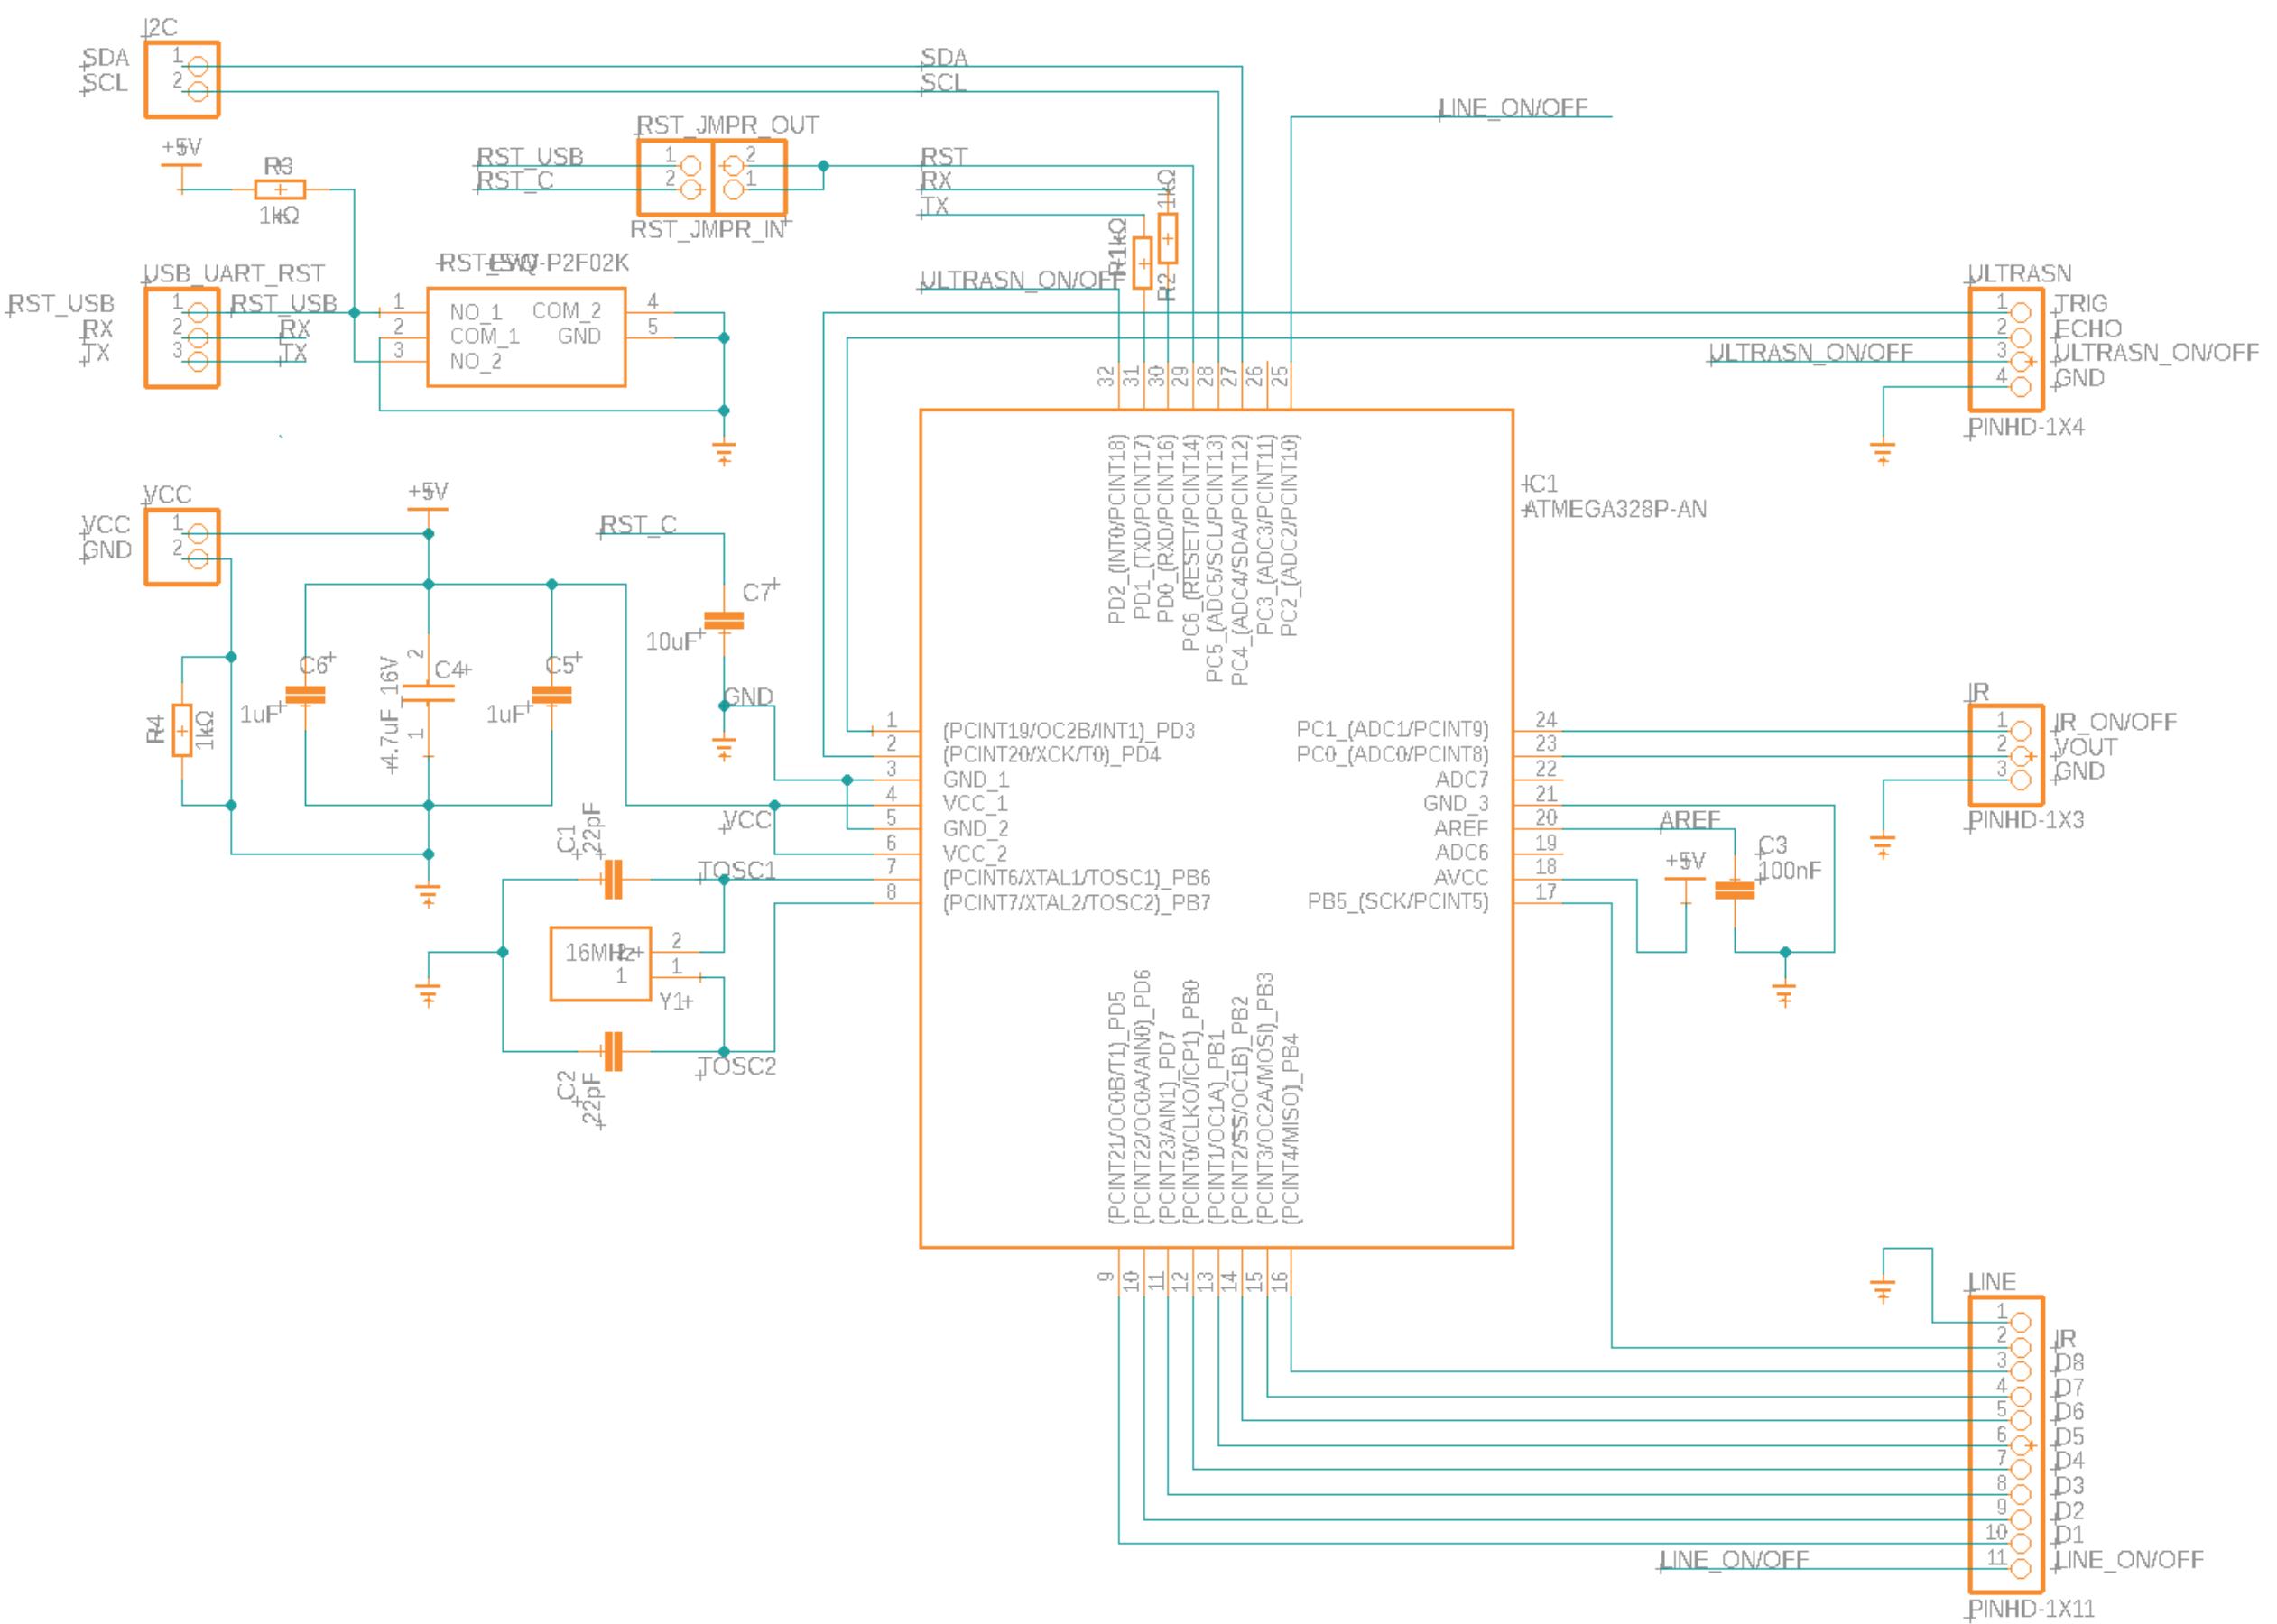 I2C
SDA
SCL
1
2
SDA
SCL
LINE_ON/OFF
+5V
R3
1kΩ
RST_JMPR_OUT
RST_USB
RST_C
1
2
2
1
RST_JMPR_IN
RST
RX
TX
R1
1kΩ
1kΩ
R2
ULTRASN_ON/OFF
USB_UART_RST
RST_USB
RX
TX
1
2
3
RST_USB
RX
TX
1
2
3
NO_1
COM_1
NO_2
COM_2
GND
4
5
32
31
30
29
28
27
26
25
ULTRASN
1
2
3
4
TRIG
ECHO
ULTRASN_ON/OFF
ULTRASN_ON/OFF
GND
PINHD-1X4
IC1
ATMEGA328P-AN
PD2_(INT0/PCINT18)
PD1_(TXD/PCINT17)
PD0_(RXD/PCINT16)
PC6_(RESET/PCINT14)
PC5_(ADC5/SCL/PCINT13)
PC4_(ADC4/SDA/PCINT12)
PC3_(ADC3/PCINT11)
PC2_(ADC2/PCINT10)
VCC
VCC
GND
1
2
+5V
RST_C
C7
10uF
GND
R4
1kΩ
C6
1uF
4.7uF_16V
2
1
C4
C5
1uF
VCC
1
2
3
4
5
6
7
8
(PCINT19/OC2B/INT1)_PD3
(PCINT20/XCK/T0)_PD4
GND_1
VCC_1
GND_2
VCC_2
(PCINT6/XTAL1/TOSC1)_PB6
(PCINT7/XTAL2/TOSC2)_PB7
PC1_(ADC1/PCINT9)
PC0_(ADC0/PCINT8)
ADC7
GND_3
AREF
ADC6
AVCC
PB5_(SCK/PCINT5)
24
23
22
21
20
19
18
17
IR
1
2
3
IR_ON/OFF
VOUT
GND
PINHD-1X3
AREF
+5V
C3
100nF
C1
22pF
TOSC1
16MHz
2
1
1
Y1
TOSC2
C2
22pF
(PCINT21/OC0B/T1)_PD5
(PCINT22/OC0A/AIN0)_PD6
(PCINT23/AIN1)_PD7
(PCINT0/CLKO/ICP1)_PB0
(PCINT1/OC1A)_PB1
(PCINT2/SS/OC1B)_PB2
(PCINT3/OC2A/MOSI)_PB3
(PCINT4/MISO)_PB4
9
10
11
12
13
14
15
16
LINE
1
2
3
4
5
6
7
8
9
10
11
IR
D8
D7
D6
D5
D4
D3
D2
D1
LINE_ON/OFF
LINE_ON/OFF
PINHD-1X11